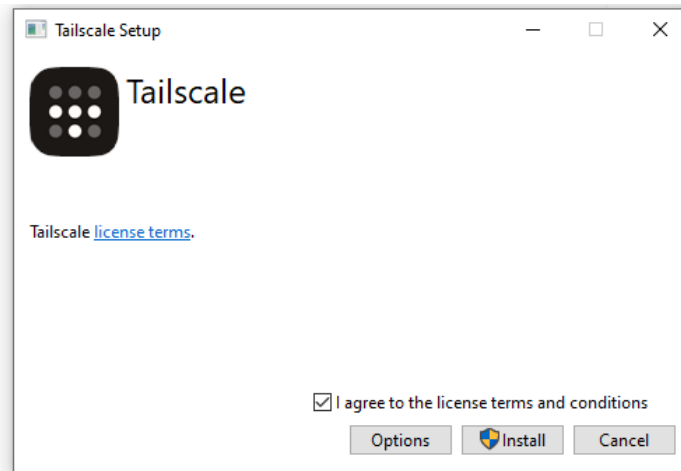 Tailscale Setup
Tailscale
Tailscale license terms.
I agree to the license terms and conditions
Options Install Cancel